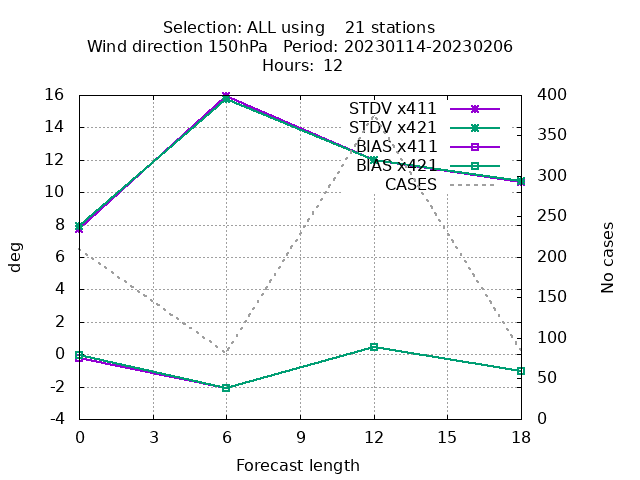 Selection: ALL using    21 stations
Wind direction 150hPa   Period: 20230114-20230206
Hours:  12
STDV x411
STDV x421
BIAS x411
BIAS x421
CASES
16
14
12
10
8
6
4
2
0
-2
-4
deg
400
350
300
250
200
150
100
50
0
No cases
0 3 6 9 12 15 18
Forecast length